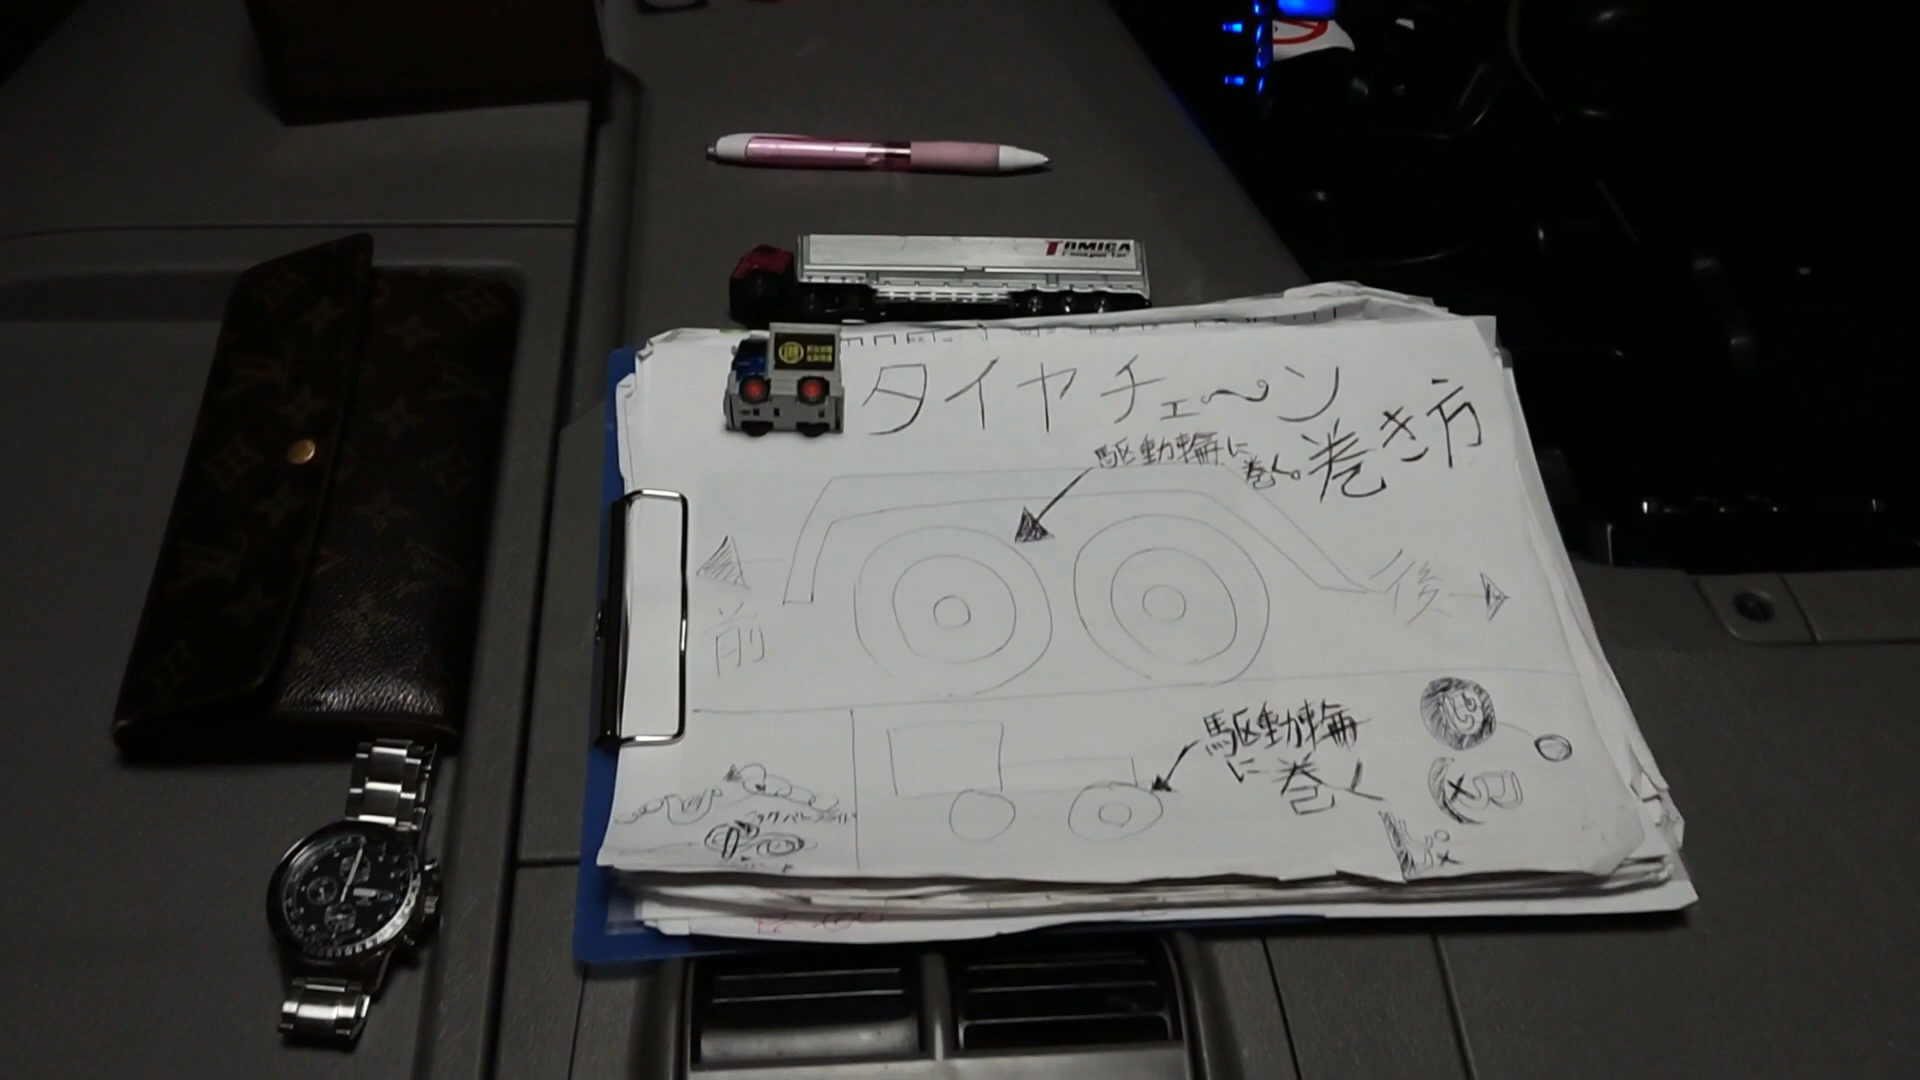 TOMICA
Transporter
タイヤチェ〜ン
巻き方
駆動輪に
巻く。
前
後
駆動輪
に巻く